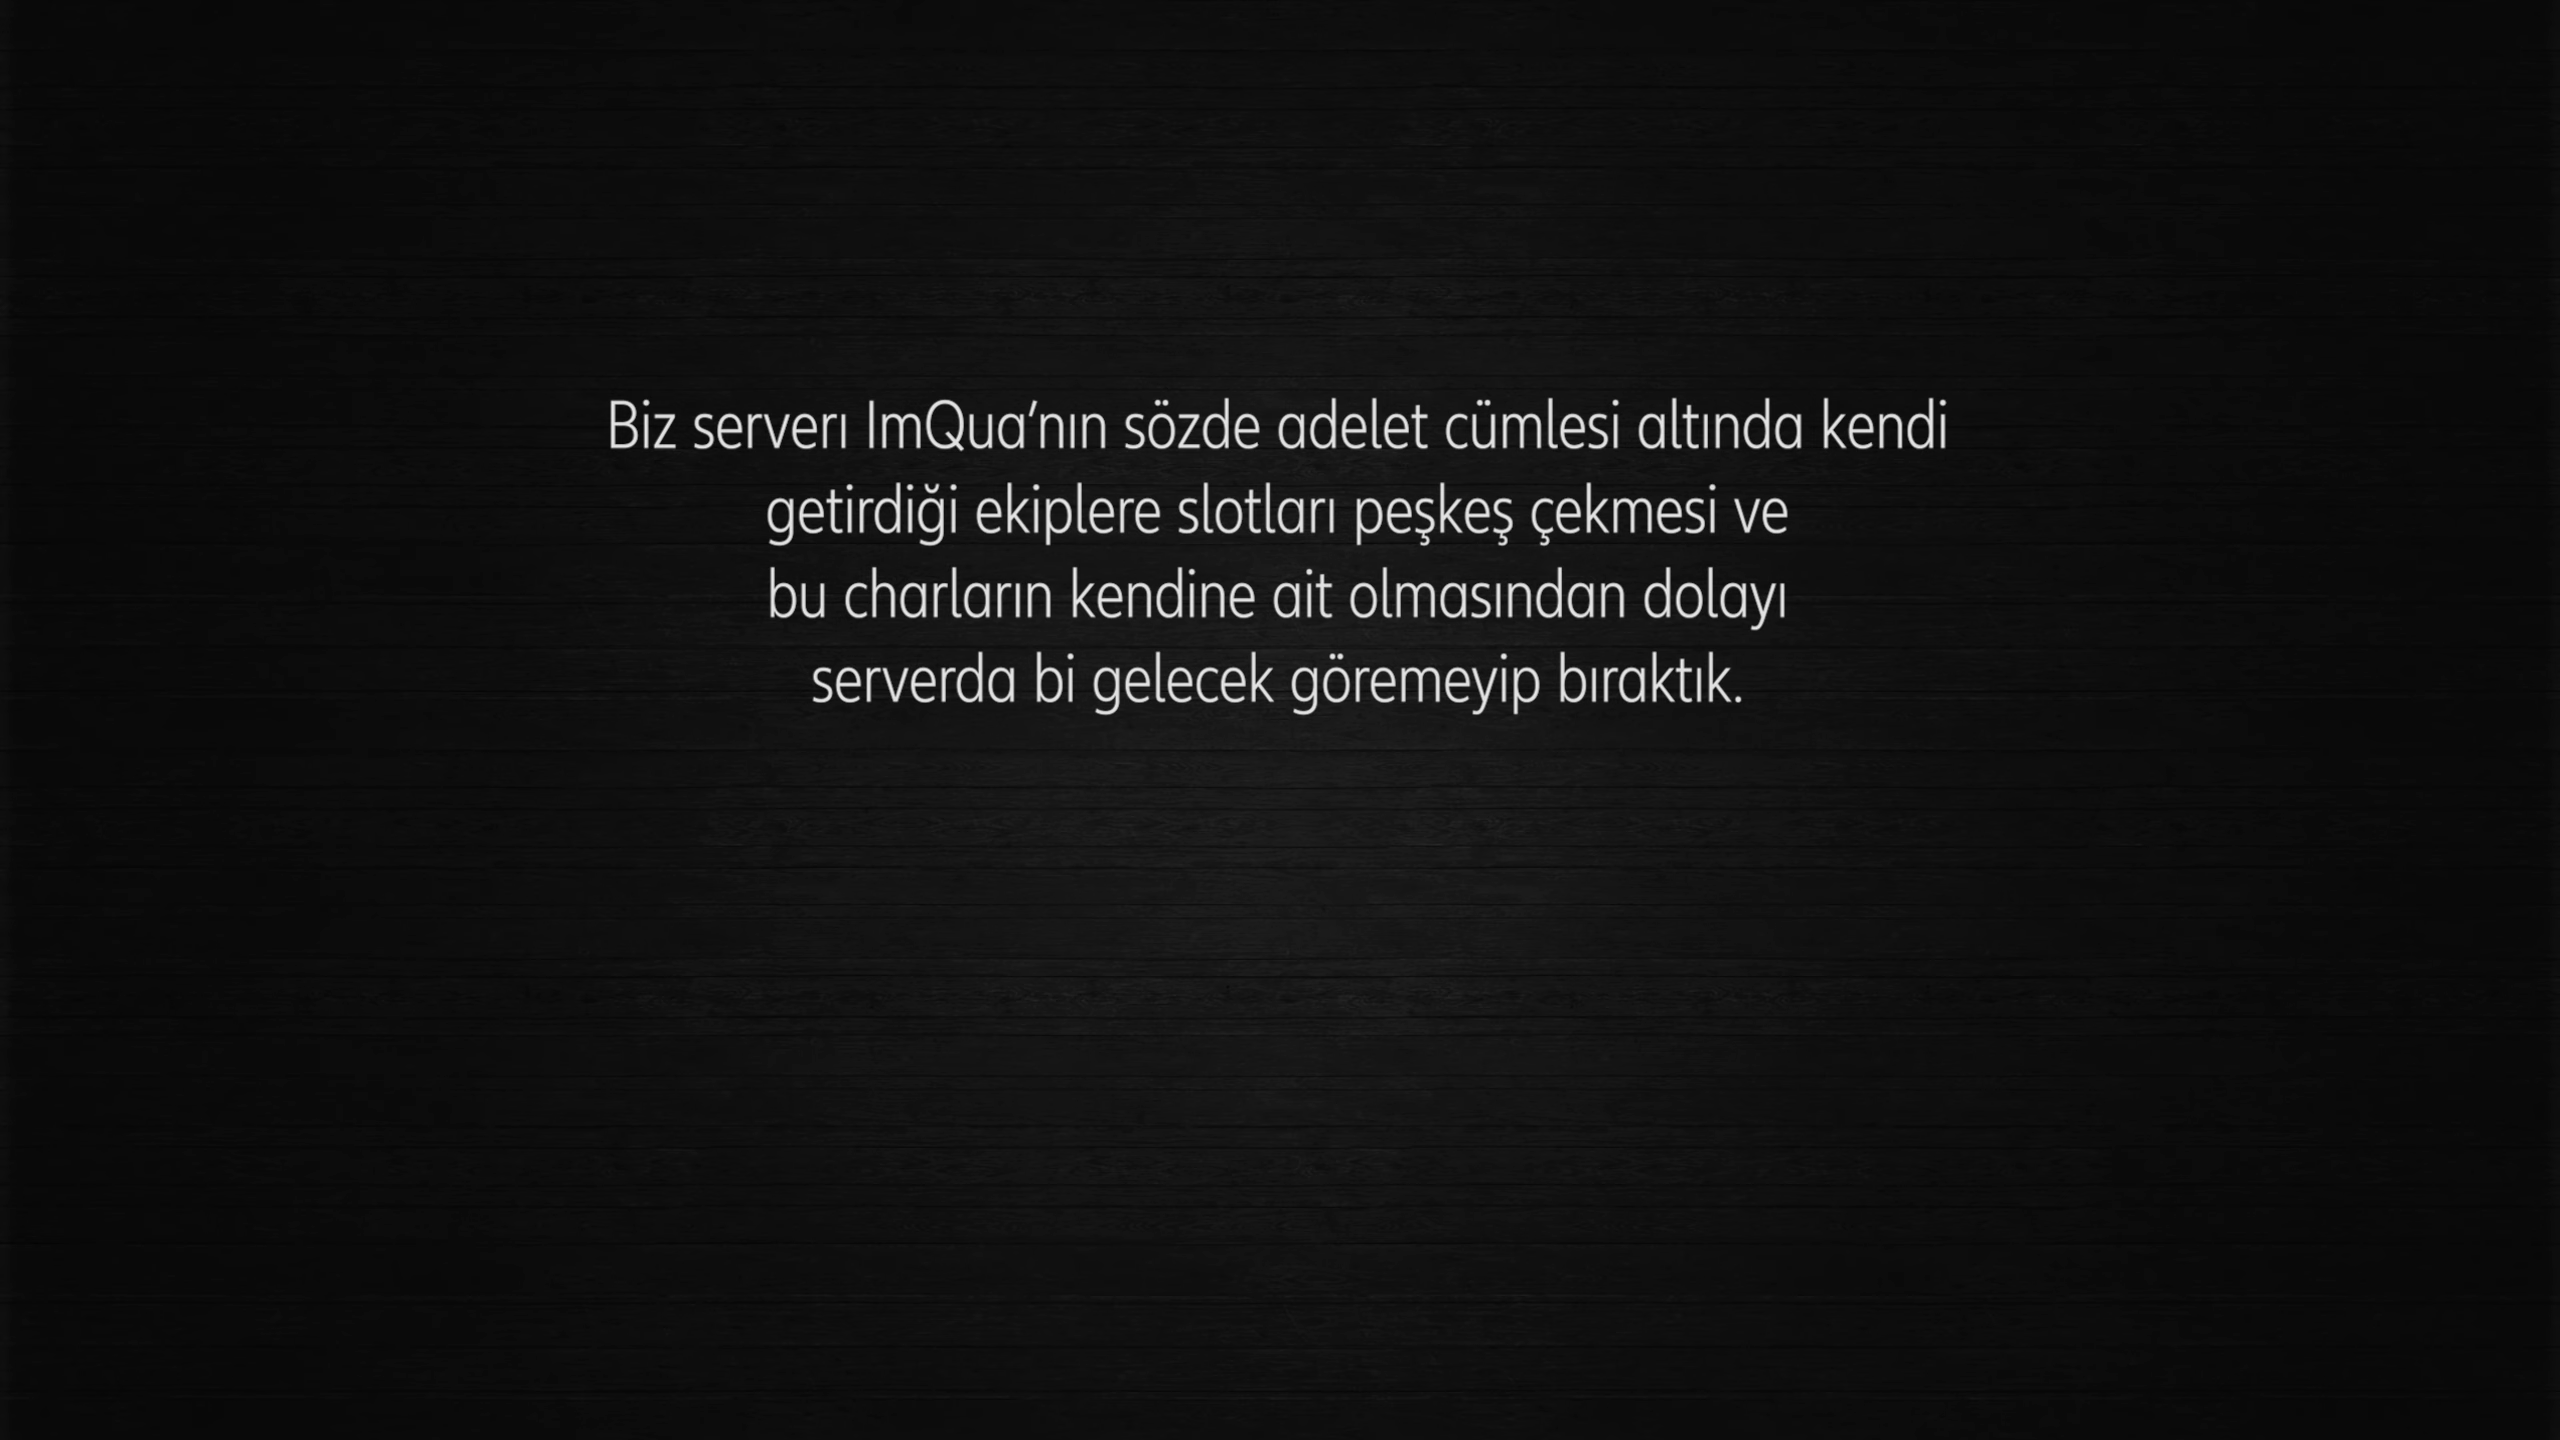 Biz serverı ImQua’nın sözde adelet cümlesi altında kendi
getirdiği ekiplere slotları peşkeş çekmesi ve
bu charların kendine ait olmasından dolayı
serverda bi gelecek göremeyip bıraktık.